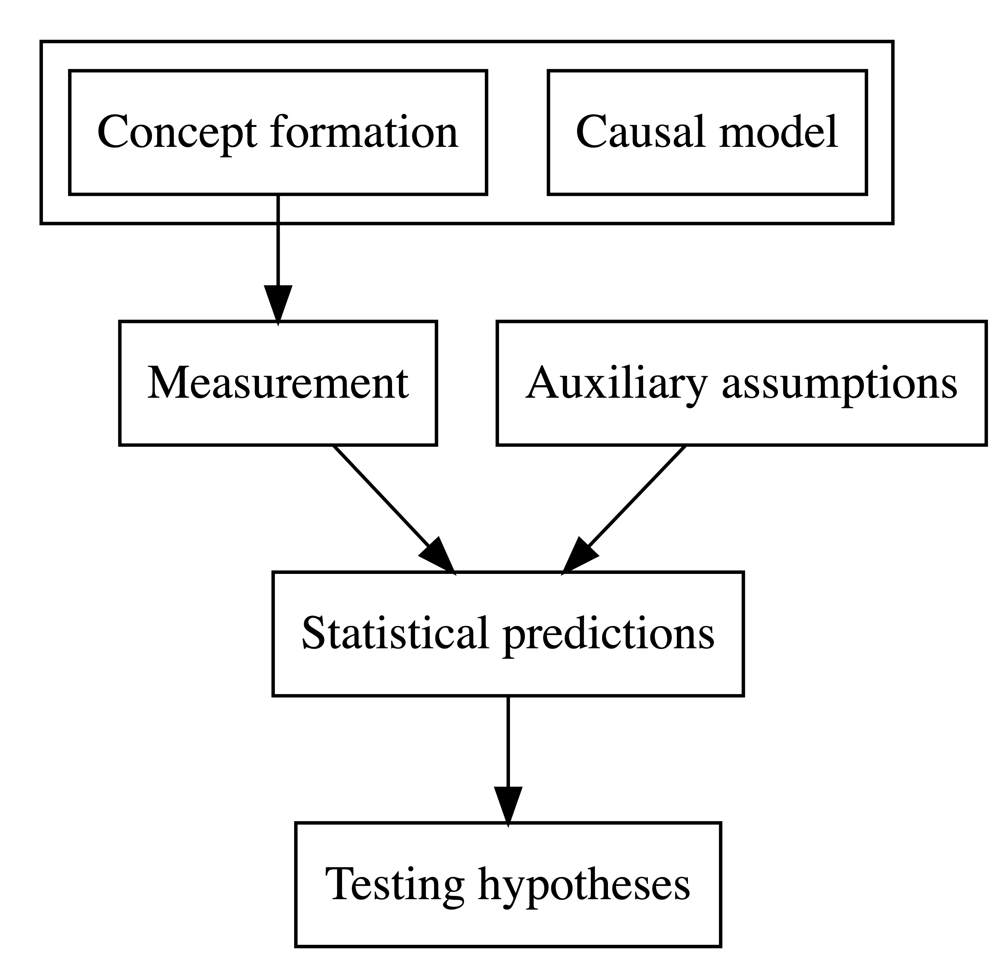 Concept formation
Causal model
Measurement
Auxiliary assumptions
Statistical predictions
Testing hypotheses